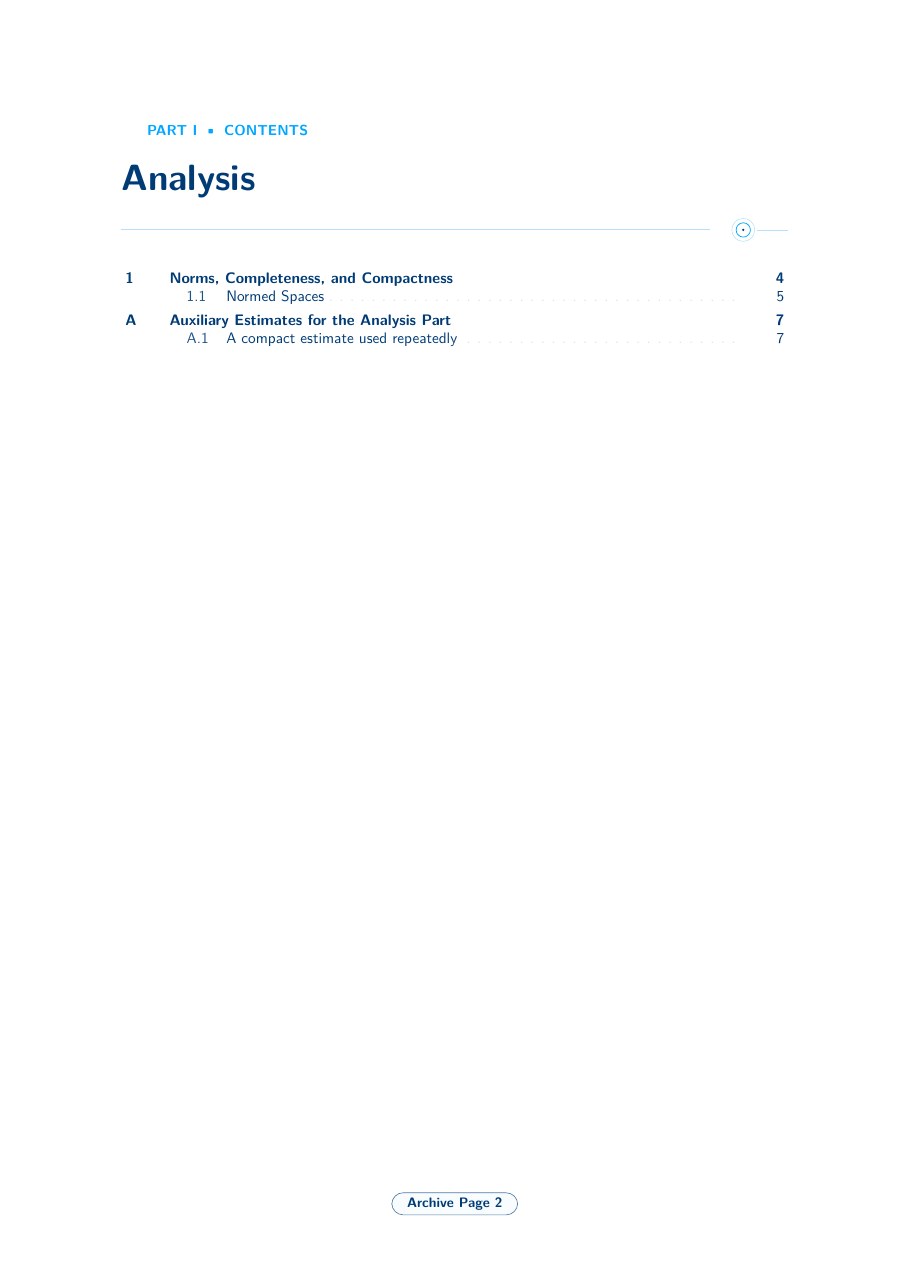 PART I ▪ CONTENTS
Analysis
1 Norms, Completeness, and Compactness 4
1.1 Normed Spaces . . . . . . . . . . . . . . . . . . . . . . . . . . . . . . . . . . . . . . . 5
A Auxiliary Estimates for the Analysis Part 7
A.1 A compact estimate used repeatedly . . . . . . . . . . . . . . . . . . . . . . . . . . 7
Archive Page 2